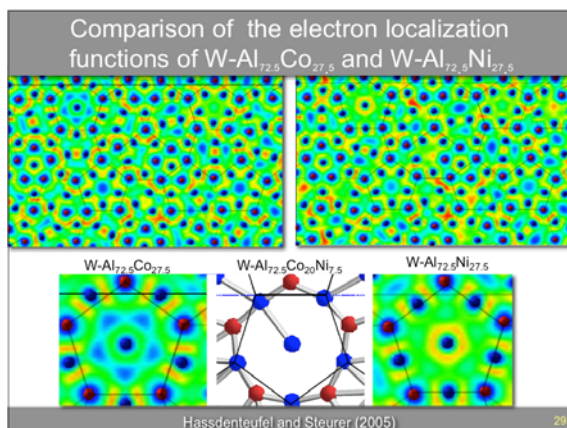 Comparison of the electron localization
functions of W-Al72.5Co27.5 and W-Al72.5Ni27.5
W-Al72.5Co27.5 W-Al72.5Co20Ni7.5 W-Al72.5Ni27.5
Hassdenteufel and Steurer (2005)
29